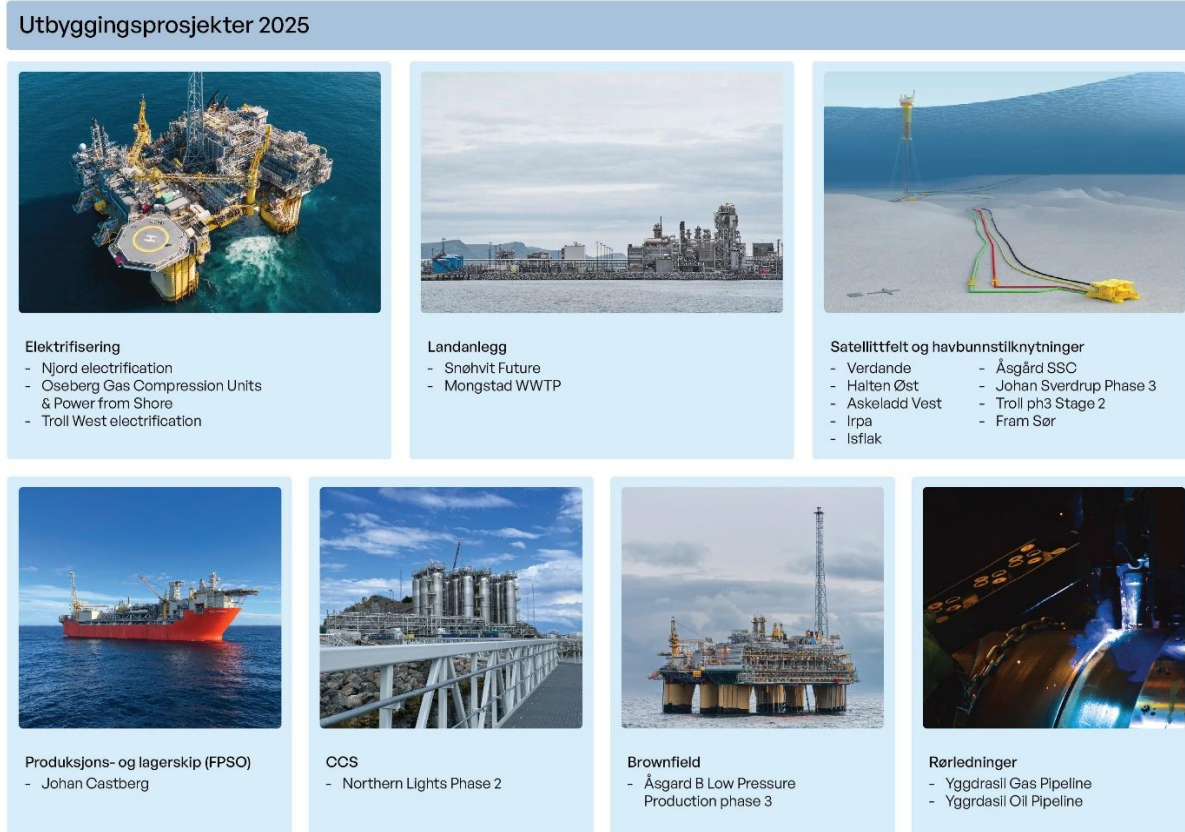 Utbyggingsprosjekter 2025
Elektrifisering
- Njord electrification
- Oseberg Gas Compression Units
& Power from Shore
- Troll West electrification
Landanlegg
- Snøhvit Future
- Mongstad WWTP
Satellittfelt og havbunnstilknytninger
- Verdande
- Halten Øst
- Askeladd Vest
- Irpa
- Isflak
- Åsgård SSC
- Johan Sverdrup Phase 3
- Troll ph3 Stage 2
- Fram Sør
H
Produksjons- og lagerskip (FPSO)
- Johan Castberg
CCS
- Northern Lights Phase 2
Brownfield
- Åsgard B Low Pressure
Production phase 3
Rørledninger
- Yggdrasil Gas Pipeline
- Yggrdasil Oil Pipeline